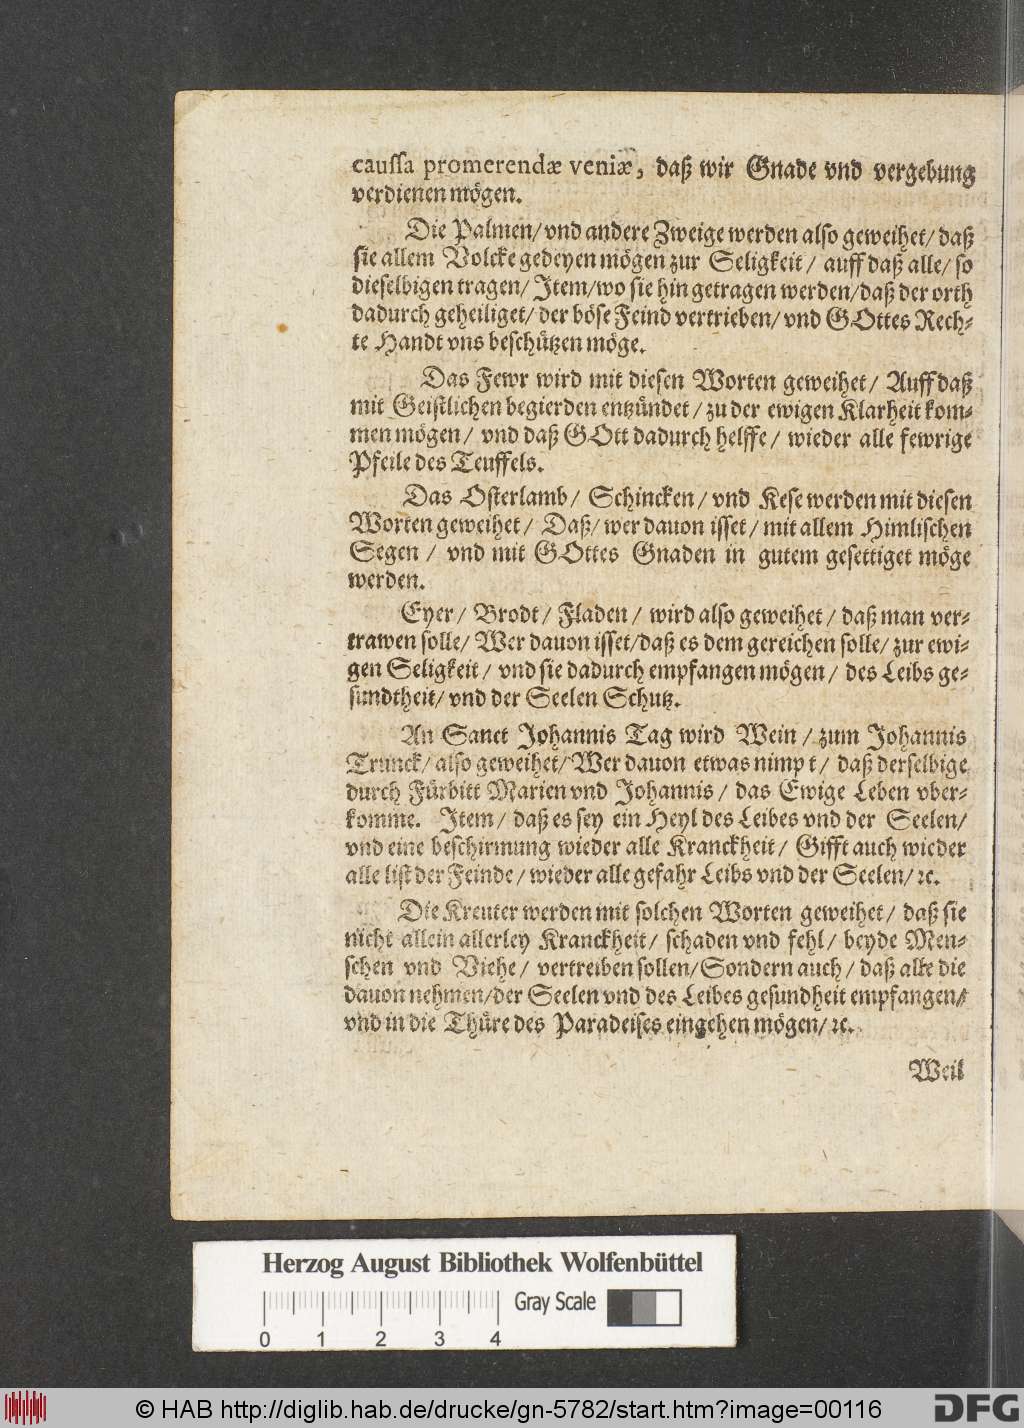 cauſſa promerendæ veniæ, daß wir Gnade vnd vergebung
verdienen mögen.
Die Palmen/ vnd andere Zweige werden alſo geweihet/ daß
ſie allem Volcke gedeyen mögen zur Seligkeit/ auff daß alle/ ſo
dieſelbigen tragen/ Item/ wo ſie hin getragen werden/ daß der orth
dadurch geheiliget/ der böſe Feind vertrieben/ vnd GOttes Rech-
te Handt vns beſchützen möge.
Das Fewr wird mit dieſen Worten geweihet/ Auff daß
mit Geiſtlichen begierden entzündet/ zu der ewigen Klarheit kom-
men mögen/ vnd daß GOtt dadurch helffe/ wieder alle fewrige
Pfeile des Teuffels.
Das Oſterlamb/ Schincken/ vnd Keſe werden mit dieſen
Worten geweihet/ Daß/ wer dauon iſſet/ mit allem Himliſchen
Segen/ vnd mit GOttes Gnaden in gutem geſettiget möge
werden.
Eyer/ Brodt/ Fladen/ wird alſo geweihet/ daß man ver-
trawen ſolle/ Wer dauon iſſet/ daß es dem gereichen ſolle/ zur ewi-
gen Seligkeit/ vnd ſie dadurch empfangen mögen/ des Leibs ge-
ſundtheit/ vnd der Seelen Schutz.
An Sanct Johannis Tag wird Wein/ zum Johannis
Trunck/ alſo geweihet/ Wer dauon etwas nimpt/ daß derſelbige
durch Fürbitt Marien vnd Johannis/ das Ewige Leben vber-
komme. Item/ daß es ſey ein Heyl des Leibes vnd der Seelen/
vnd eine beſchirmung wieder alle Kranckheit/ Gifft auch wieder
alle liſt der Feinde/ wieder alle gefahr Leibs vnd der Seelen/ ꝛc.
Die Kreuter werden mit ſolchen Worten geweihet/ daß ſie
nicht allein allerley Kranckheit/ ſchaden vnd fehl/ beyde Men-
ſchen vnd Viehe/ vertreiben ſollen/ Sondern auch/ daß alle die
dauon nehmen/ der Seelen vnd des Leibes geſundheit empfangen/
vnd in die Thüre des Paradeiſes eingehen mögen/ ꝛc.
Weil
Herzog August Bibliothek Wolfenbüttel
Gray Scale
0 1 2 3 4
© HAB http://diglib.hab.de/drucke/gn-5782/start.htm?image=00116
DFG